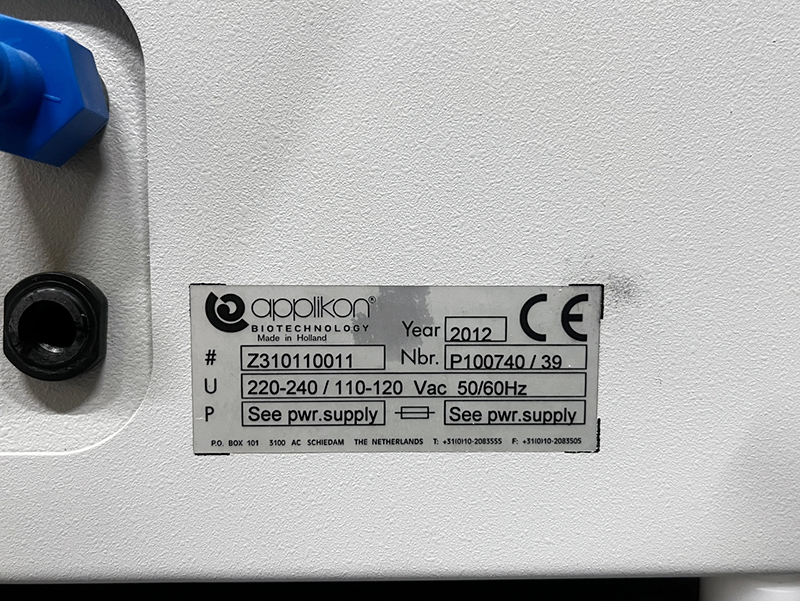 applikon®
BIOTECHNOLOGY
Made in Holland
Year 2012 CE
# Z310110011 Nbr. P100740 / 39
U 220-240 / 110-120 Vac 50/60Hz
P See pwr.supply See pwr.supply
P.O. BOX 101 3100 AC SCHIEDAM THE NETHERLANDS T: +31(0)10-2083555 F: +31(0)10-2083505